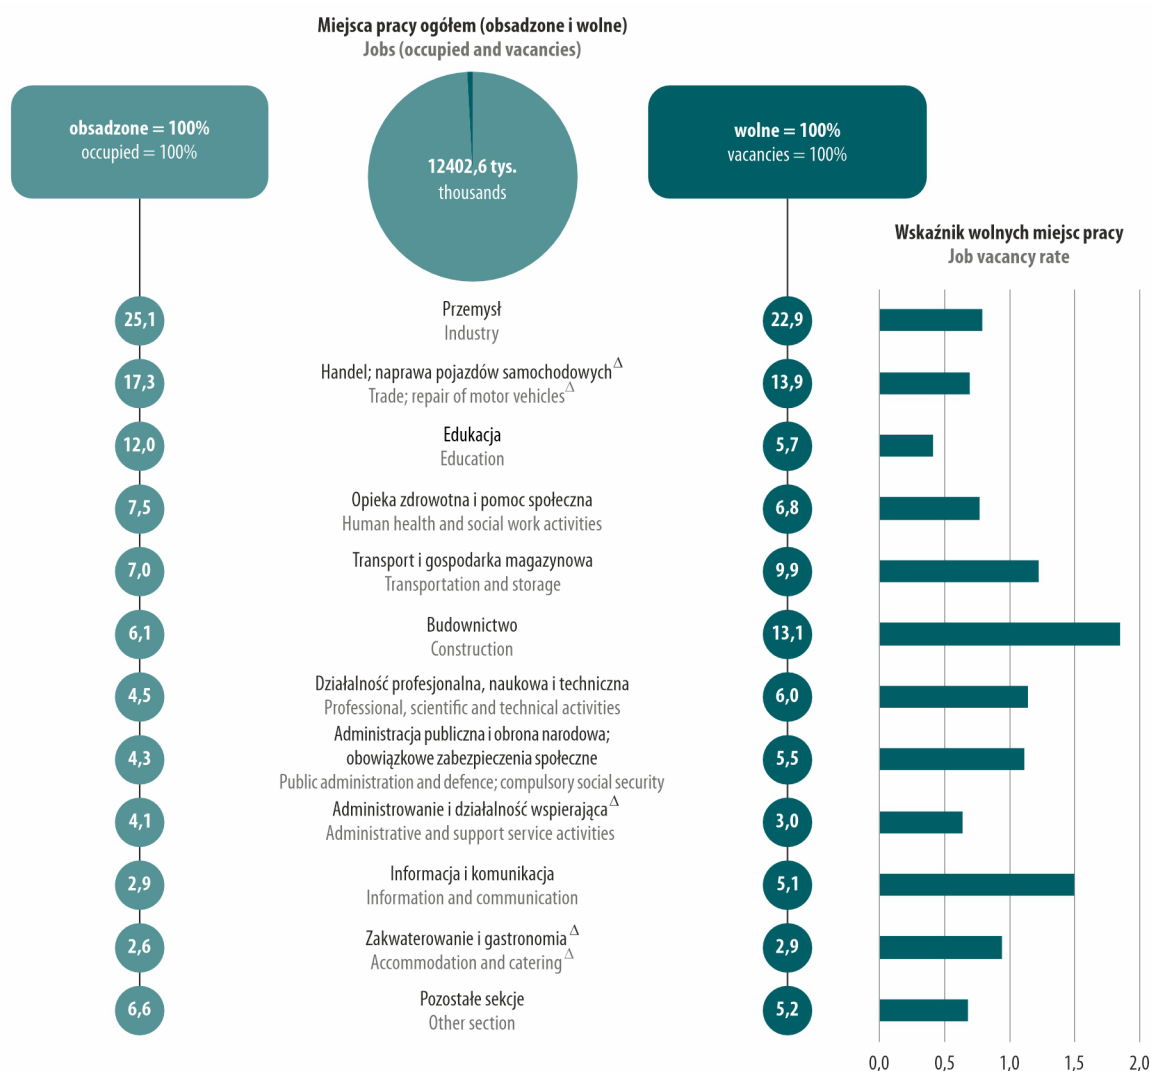 Miejsca pracy ogółem (obsadzone i wolne)
Jobs (occupied and vacancies)
obsadzone = 100%
occupied = 100%
12402,6 tys.
thousands
wolne = 100%
vacancies = 100%
Wskaźnik wolnych miejsc pracy
Job vacancy rate
25,1
Przemysł
Industry
22,9
17,3
Handel; naprawa pojazdów samochodowych Δ
Trade; repair of motor vehicles Δ
13,9
12,0
Edukacja
Education
5,7
7,5
Opieka zdrowotna i pomoc społeczna
Human health and social work activities
6,8
7,0
Transport i gospodarka magazynowa
Transportation and storage
9,9
6,1
Budownictwo
Construction
13,1
4,5
Działalność profesjonalna, naukowa i techniczna
Professional, scientific and technical activities
6,0
4,3
Administracja publiczna i obrona narodowa;
obowiązkowe zabezpieczenia społeczne
Public administration and defence; compulsory social security
5,5
4,1
Administrowanie i działalność wspierająca Δ
Administrative and support service activities
3,0
2,9
Informacja i komunikacja
Information and communication
5,1
2,6
Zakwaterowanie i gastronomia Δ
Accommodation and catering Δ
2,9
6,6
Pozostałe sekcje
Other section
5,2
0,0 0,5 1,0 1,5 2,0